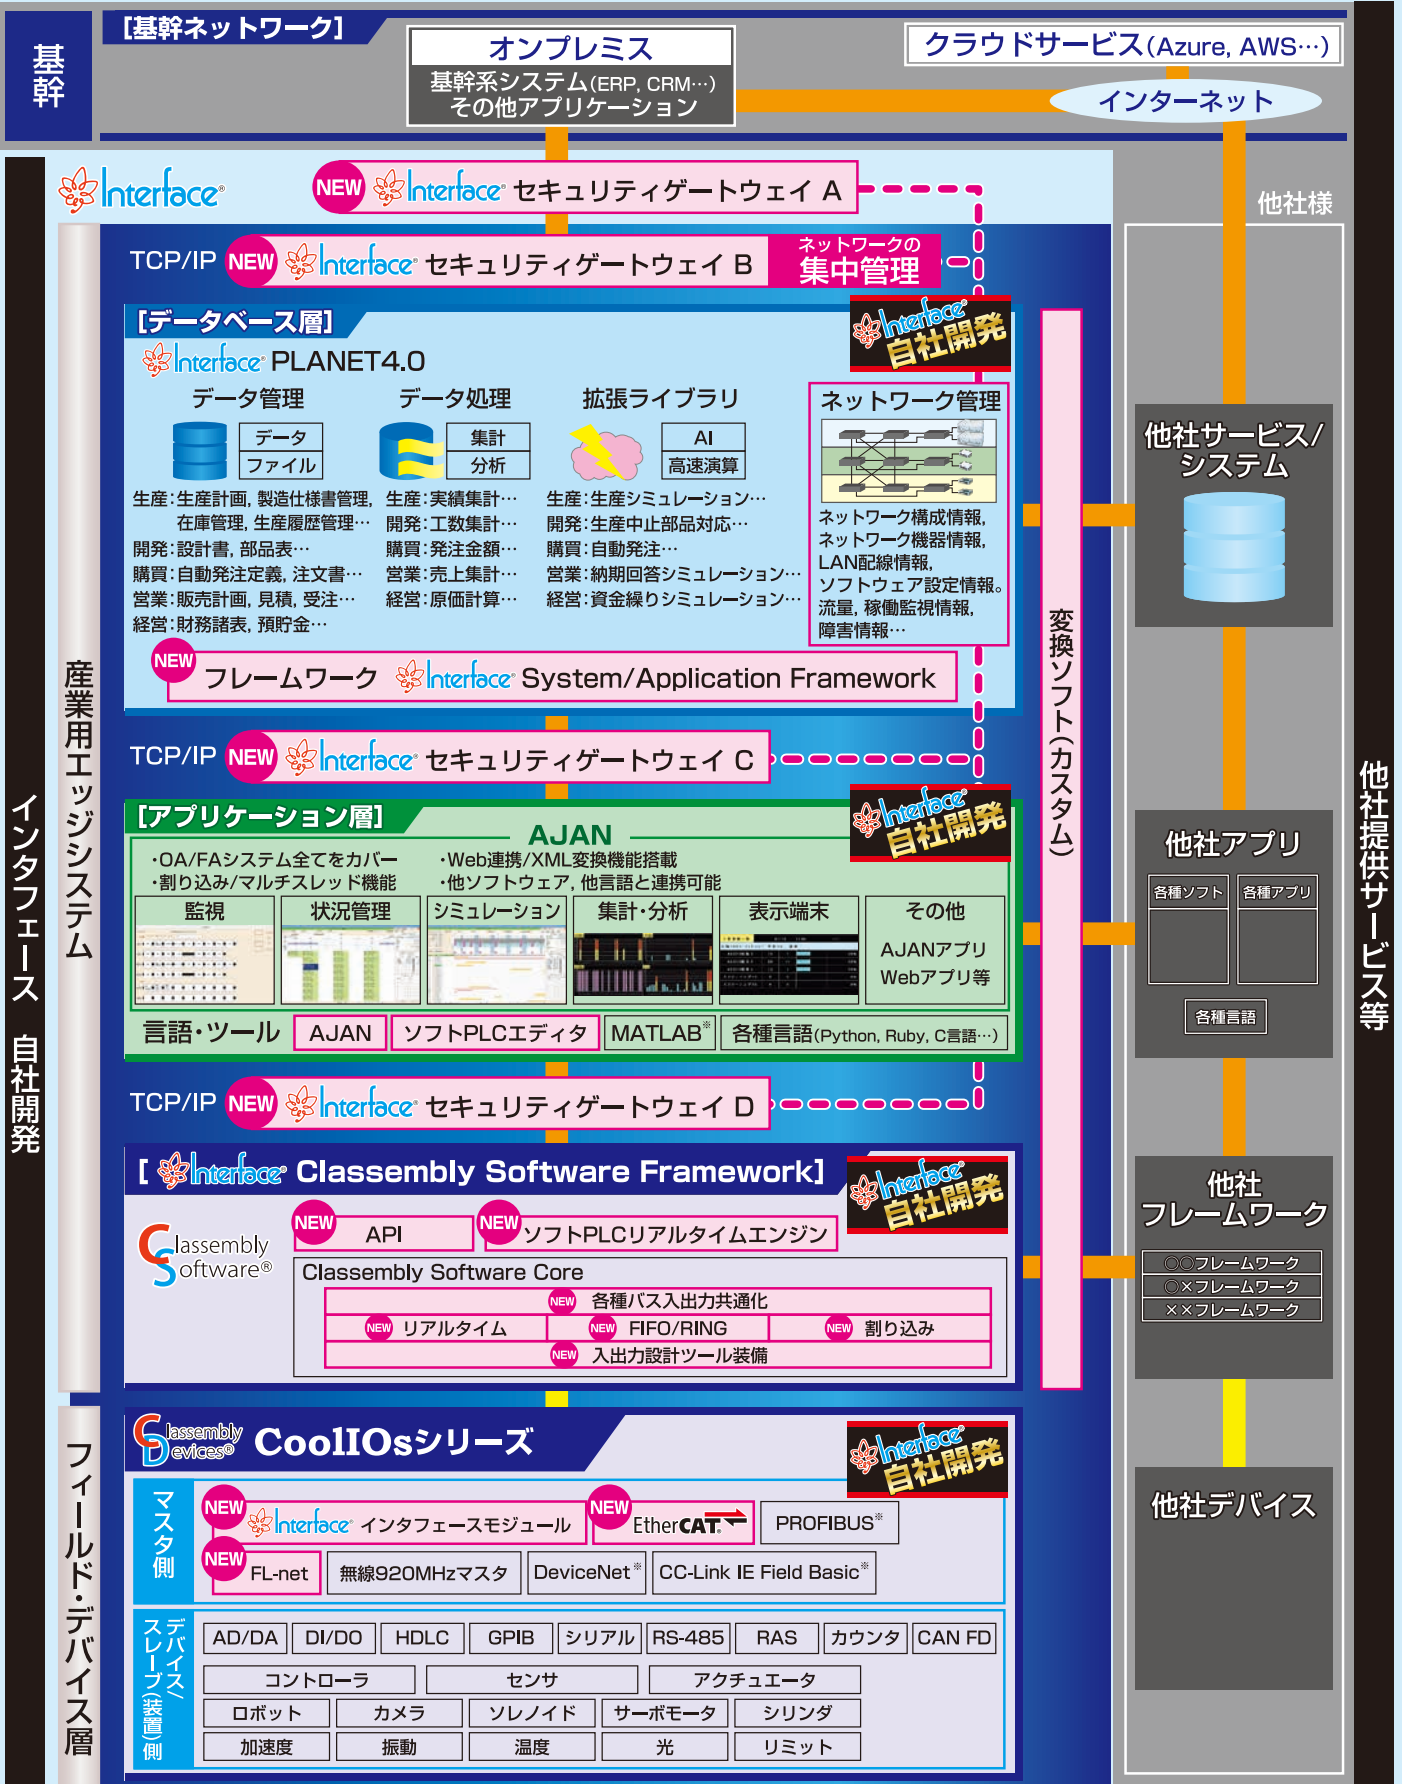 基幹
[基幹ネットワーク]
オンプレミス
基幹系システム(ERP, CRM…)
その他アプリケーション
クラウドサービス(Azure, AWS…)
インターネット
インタフェース 自社開発
他社提供サービス等
産業用エッジシステム
フィールド・デバイス層
Interface®
NEW Interface® セキュリティゲートウェイ A
TCP/IP NEW Interface® セキュリティゲートウェイ B
ネットワークの
集中管理
[データベース層]
Interface®
自社開発
Interface® PLANET4.0
データ管理
データ
ファイル
生産:生産計画, 製造仕様書管理,
在庫管理, 生産履歴管理…
開発:設計書, 部品表…
購買:自動発注定義, 注文書…
営業:販売計画, 見積, 受注…
経営:財務諸表, 預貯金…
データ処理
集計
分析
生産:実績集計…
開発:工数集計…
購買:発注金額…
営業:売上集計…
経営:原価計算…
拡張ライブラリ
AI
高速演算
生産:生産シミュレーション…
開発:生産中止部品対応…
購買:自動発注…
営業:納期回答シミュレーション…
経営:資金繰りシミュレーション…
ネットワーク管理
ネットワーク構成情報,
ネットワーク機器情報,
LAN配線情報,
ソフトウェア設定情報。
流量, 稼働監視情報,
障害情報…
NEW フレームワーク Interface® System/Application Framework
TCP/IP NEW Interface® セキュリティゲートウェイ C
[アプリケーション層]
Interface®
自社開発
AJAN
・OA/FAシステム全てをカバー
・割り込み/マルチスレッド機能
・Web連携/XML変換機能搭載
・他ソフトウェア, 他言語と連携可能
監視
状況管理
シミュレーション
集計・分析
表示端末
その他
AJANアプリ
Webアプリ等
言語・ツール
AJAN
ソフトPLCエディタ
MATLAB※
各種言語(Python, Ruby, C言語…)
TCP/IP NEW Interface® セキュリティゲートウェイ D
[ Interface® Classembly Software Framework]
Interface®
自社開発
Classembly
Software®
NEW API
NEW ソフトPLCリアルタイムエンジン
Classembly Software Core
NEW 各種バス入出力共通化
NEW リアルタイム
NEW FIFO/RING
NEW 割り込み
NEW 入出力設計ツール装備
変換ソフト(カスタム)
Classembly
Devices®
CoolIOsシリーズ
Interface®
自社開発
マスタ側
NEW Interface® インタフェースモジュール
NEW EtherCAT®
PROFIBUS※
NEW FL-net
無線920MHzマスタ
DeviceNet※
CC-Link IE Field Basic※
デバイス/
スレーブ(装置)側
AD/DA
DI/DO
HDLC
GPIB
シリアル
RS-485
RAS
カウンタ
CAN FD
コントローラ
センサ
アクチュエータ
ロボット
カメラ
ソレノイド
サーボモータ
シリンダ
加速度
振動
温度
光
リミット
他社様
他社サービス/
システム
他社アプリ
各種ソフト
各種アプリ
各種言語
他社
フレームワーク
〇〇フレームワーク
〇×フレームワーク
××フレームワーク
他社デバイス